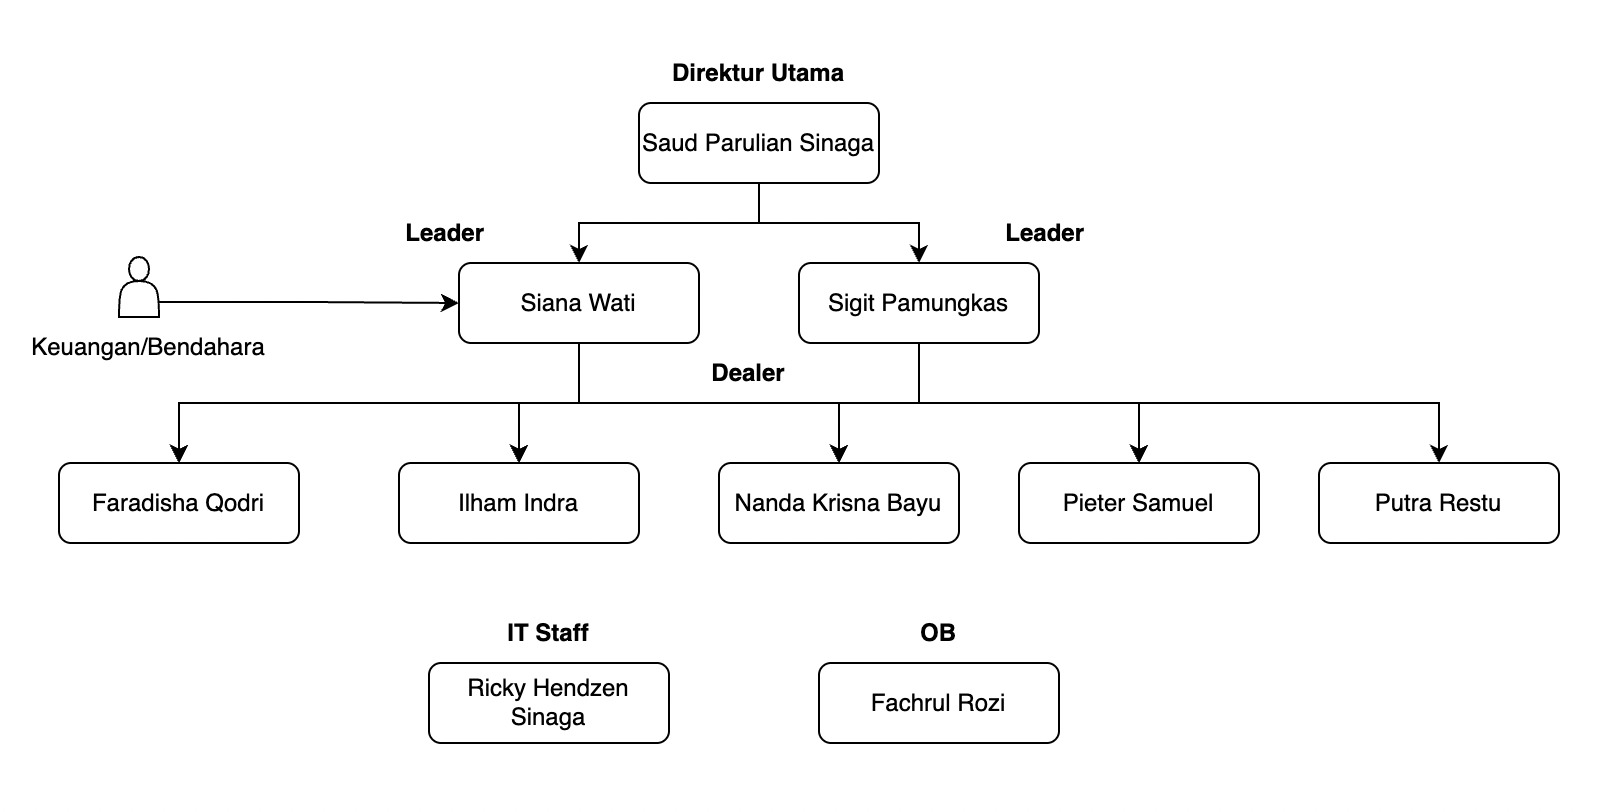 Direktur Utama
Saud Parulian Sinaga
Leader
Leader
Siana Wati
Sigit Pamungkas
Keuangan/Bendahara
Dealer
Faradisha Qodri
Ilham Indra
Nanda Krisna Bayu
Pieter Samuel
Putra Restu
IT Staff
OB
Ricky Hendzen
Sinaga
Fachrul Rozi